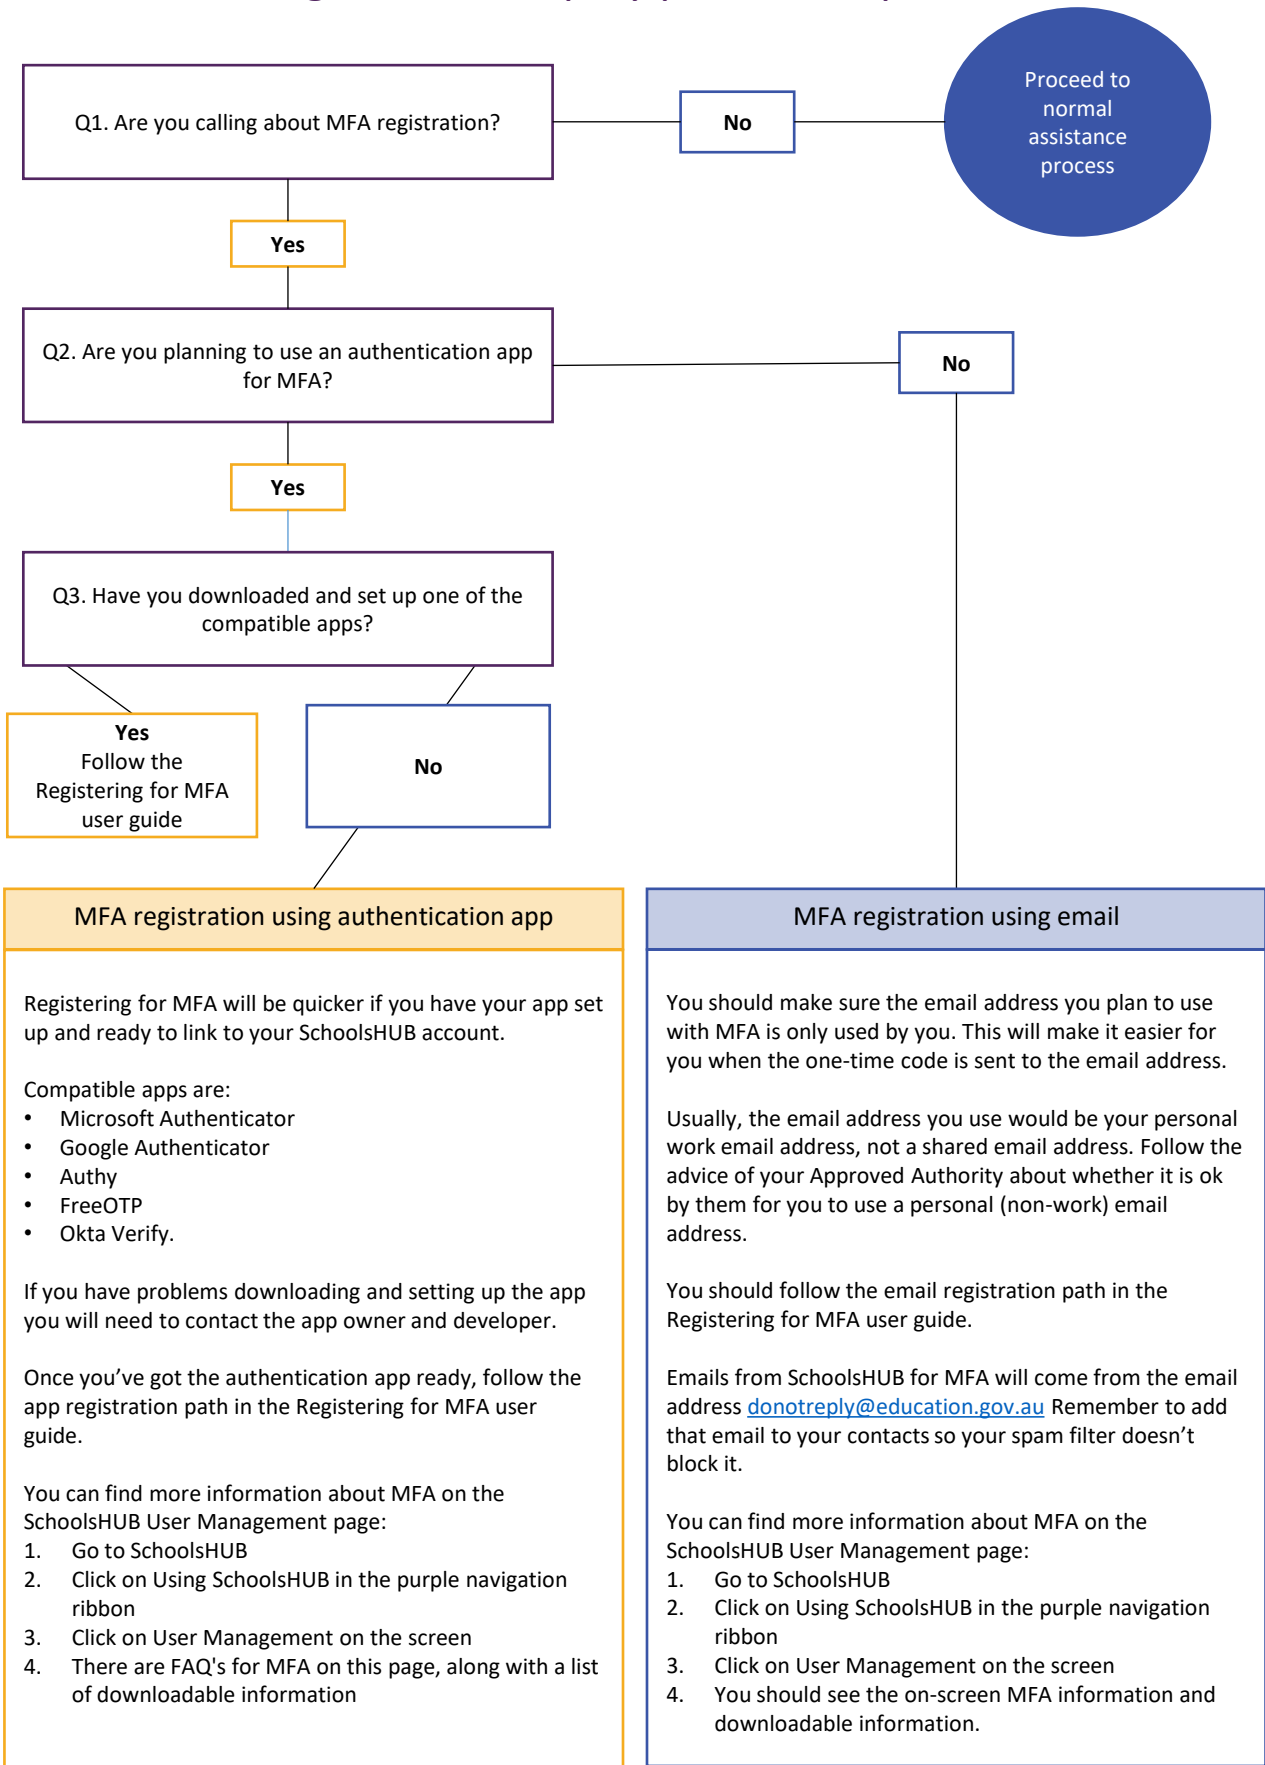 Q1. Are you calling about MFA registration?
No
Proceed to
normal
assistance
process
Yes
Q2. Are you planning to use an authentication app
for MFA?
No
Yes
Q3. Have you downloaded and set up one of the
compatible apps?
Yes
Follow the
Registering for MFA
user guide
No
MFA registration using authentication app
Registering for MFA will be quicker if you have your app set
up and ready to link to your SchoolsHUB account.
Compatible apps are:
• Microsoft Authenticator
• Google Authenticator
• Authy
• FreeOTP
• Okta Verify.
If you have problems downloading and setting up the app
you will need to contact the app owner and developer.
Once you’ve got the authentication app ready, follow the
app registration path in the Registering for MFA user
guide.
You can find more information about MFA on the
SchoolsHUB User Management page:
1. Go to SchoolsHUB
2. Click on Using SchoolsHUB in the purple navigation
ribbon
3. Click on User Management on the screen
4. There are FAQ's for MFA on this page, along with a list
of downloadable information
MFA registration using email
You should make sure the email address you plan to use
with MFA is only used by you. This will make it easier for
you when the one-time code is sent to the email address.
Usually, the email address you use would be your personal
work email address, not a shared email address. Follow the
advice of your Approved Authority about whether it is ok
by them for you to use a personal (non-work) email
address.
You should follow the email registration path in the
Registering for MFA user guide.
Emails from SchoolsHUB for MFA will come from the email
address donotreply@education.gov.au Remember to add
that email to your contacts so your spam filter doesn’t
block it.
You can find more information about MFA on the
SchoolsHUB User Management page:
1. Go to SchoolsHUB
2. Click on Using SchoolsHUB in the purple navigation
ribbon
3. Click on User Management on the screen
4. You should see the on-screen MFA information and
downloadable information.